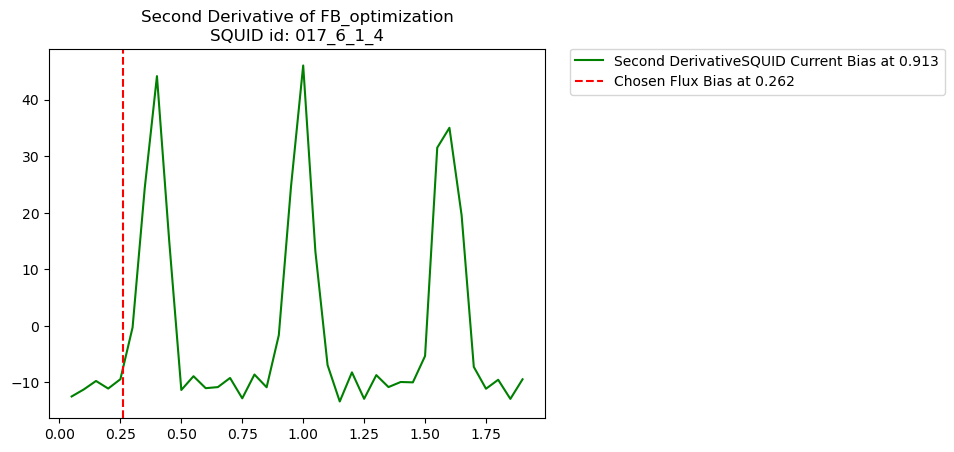 Second Derivative of FB_optimization
SQUID id: 017_6_1_4
Second DerivativeSQUID Current Bias at 0.913
Chosen Flux Bias at 0.262
40
30
20
10
0
−10
0.00 0.25 0.50 0.75 1.00 1.25 1.50 1.75